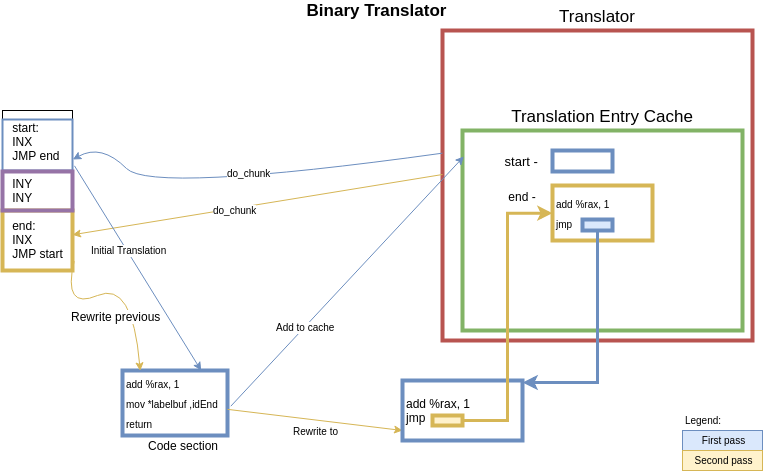 Binary Translator
Translator
Translation Entry Cache
start:
INX
JMP end
INY
INY
end:
INX
JMP start
do_chunk
do_chunk
start -
end -
add %rax, 1
jmp
Initial Translation
Rewrite previous
Add to cache
add %rax, 1
mov *labelbuf ,idEnd
return
Code section
Rewrite to
add %rax, 1
jmp
Legend:
First pass
Second pass